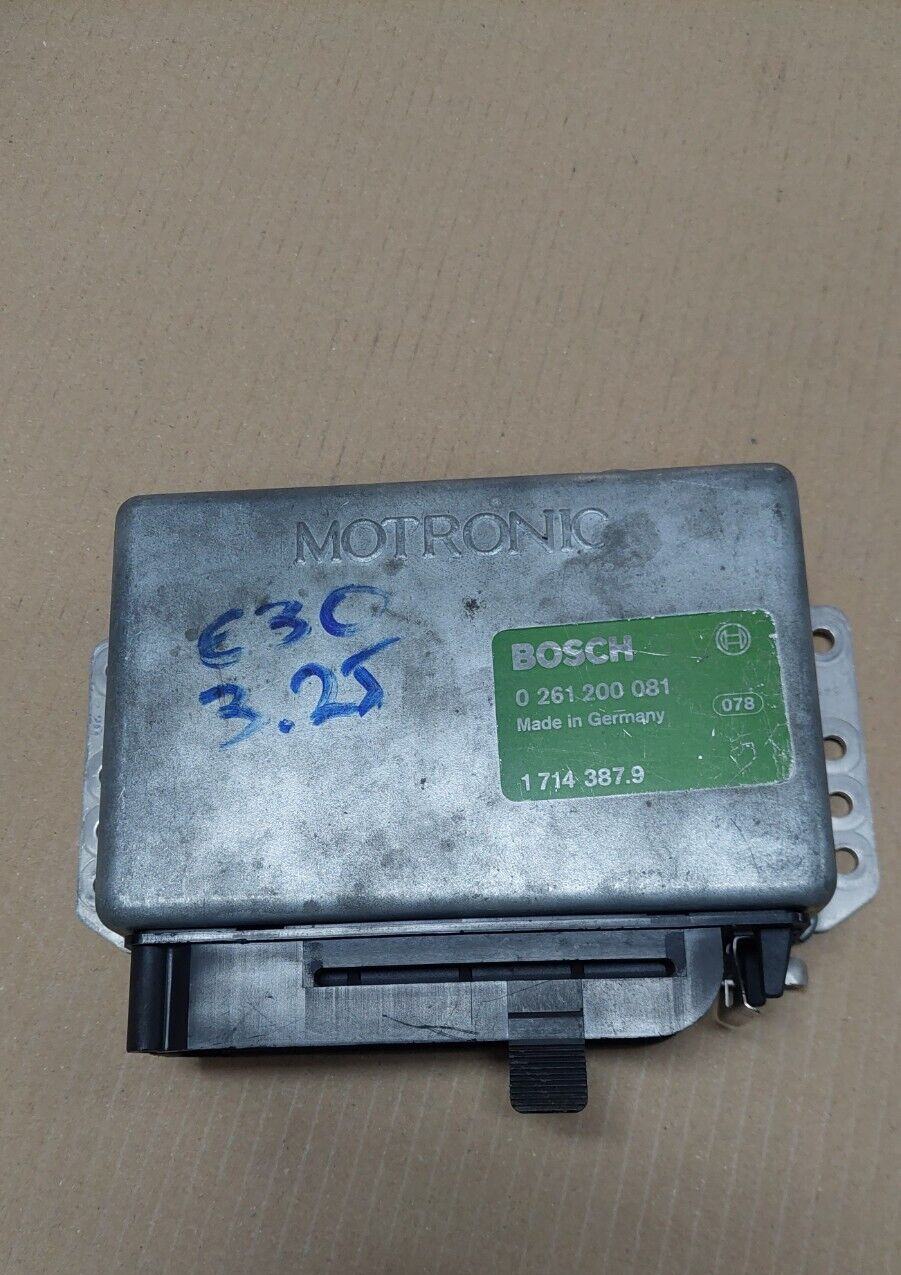 MOTRONIC
E30
3.25
BOSCH
0 261 200 081
Made in Germany
078
1 714 387.9